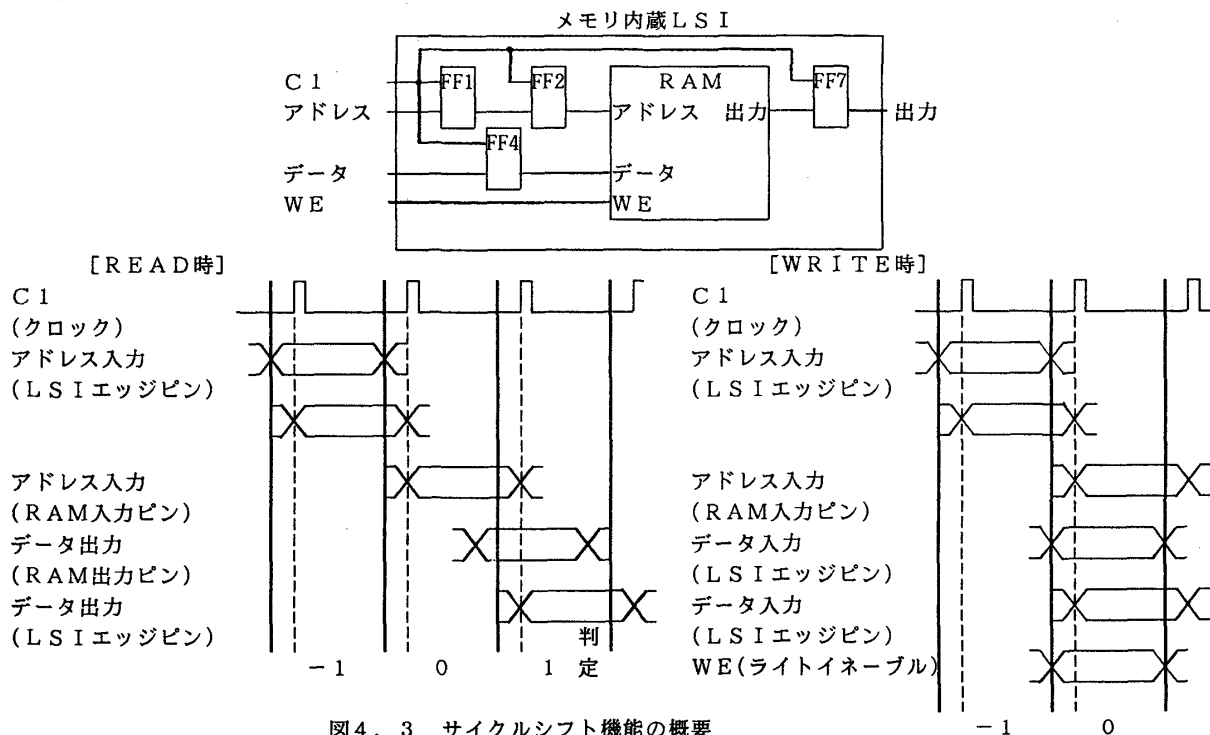 メモリ内蔵LSI
C1
アドレス
データ
WE
FF1
FF2
FF4
RAM
アドレス 出力
データ
WE
FF7
出力
[READ時]
C1
(クロック)
アドレス入力
(LSIエッジピン)
アドレス入力
(RAM入力ピン)
データ出力
(RAM出力ピン)
データ出力
(LSIエッジピン)
判定
-1 0 1
[WRITE時]
C1
(クロック)
アドレス入力
(LSIエッジピン)
アドレス入力
(RAM入力ピン)
データ入力
(LSIエッジピン)
データ入力
(LSIエッジピン)
WE(ライトイネーブル)
-1 0
図4.3 サイクルシフト機能の概要